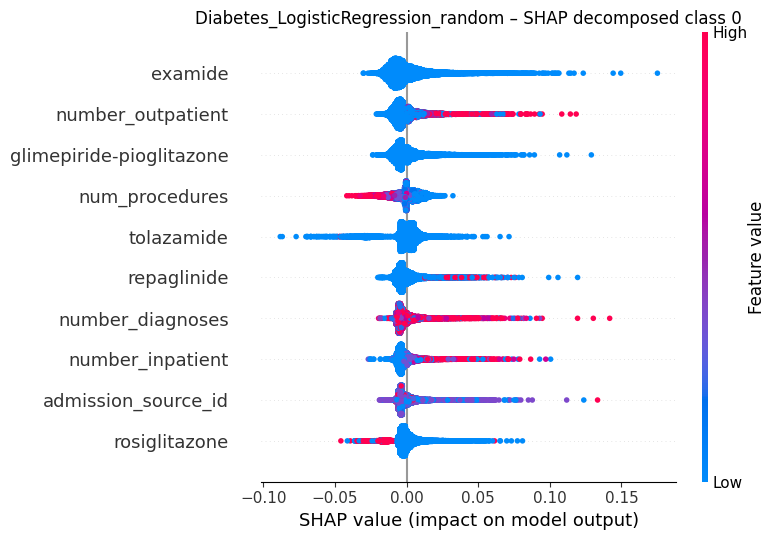 Diabetes_LogisticRegression_random – SHAP decomposed class 0
High
examide
number_outpatient
glimepiride-pioglitazone
num_procedures
tolazamide
repaglinide
number_diagnoses
number_inpatient
admission_source_id
rosiglitazone
Feature value
Low
−0.10 −0.05 0.00 0.05 0.10 0.15
SHAP value (impact on model output)